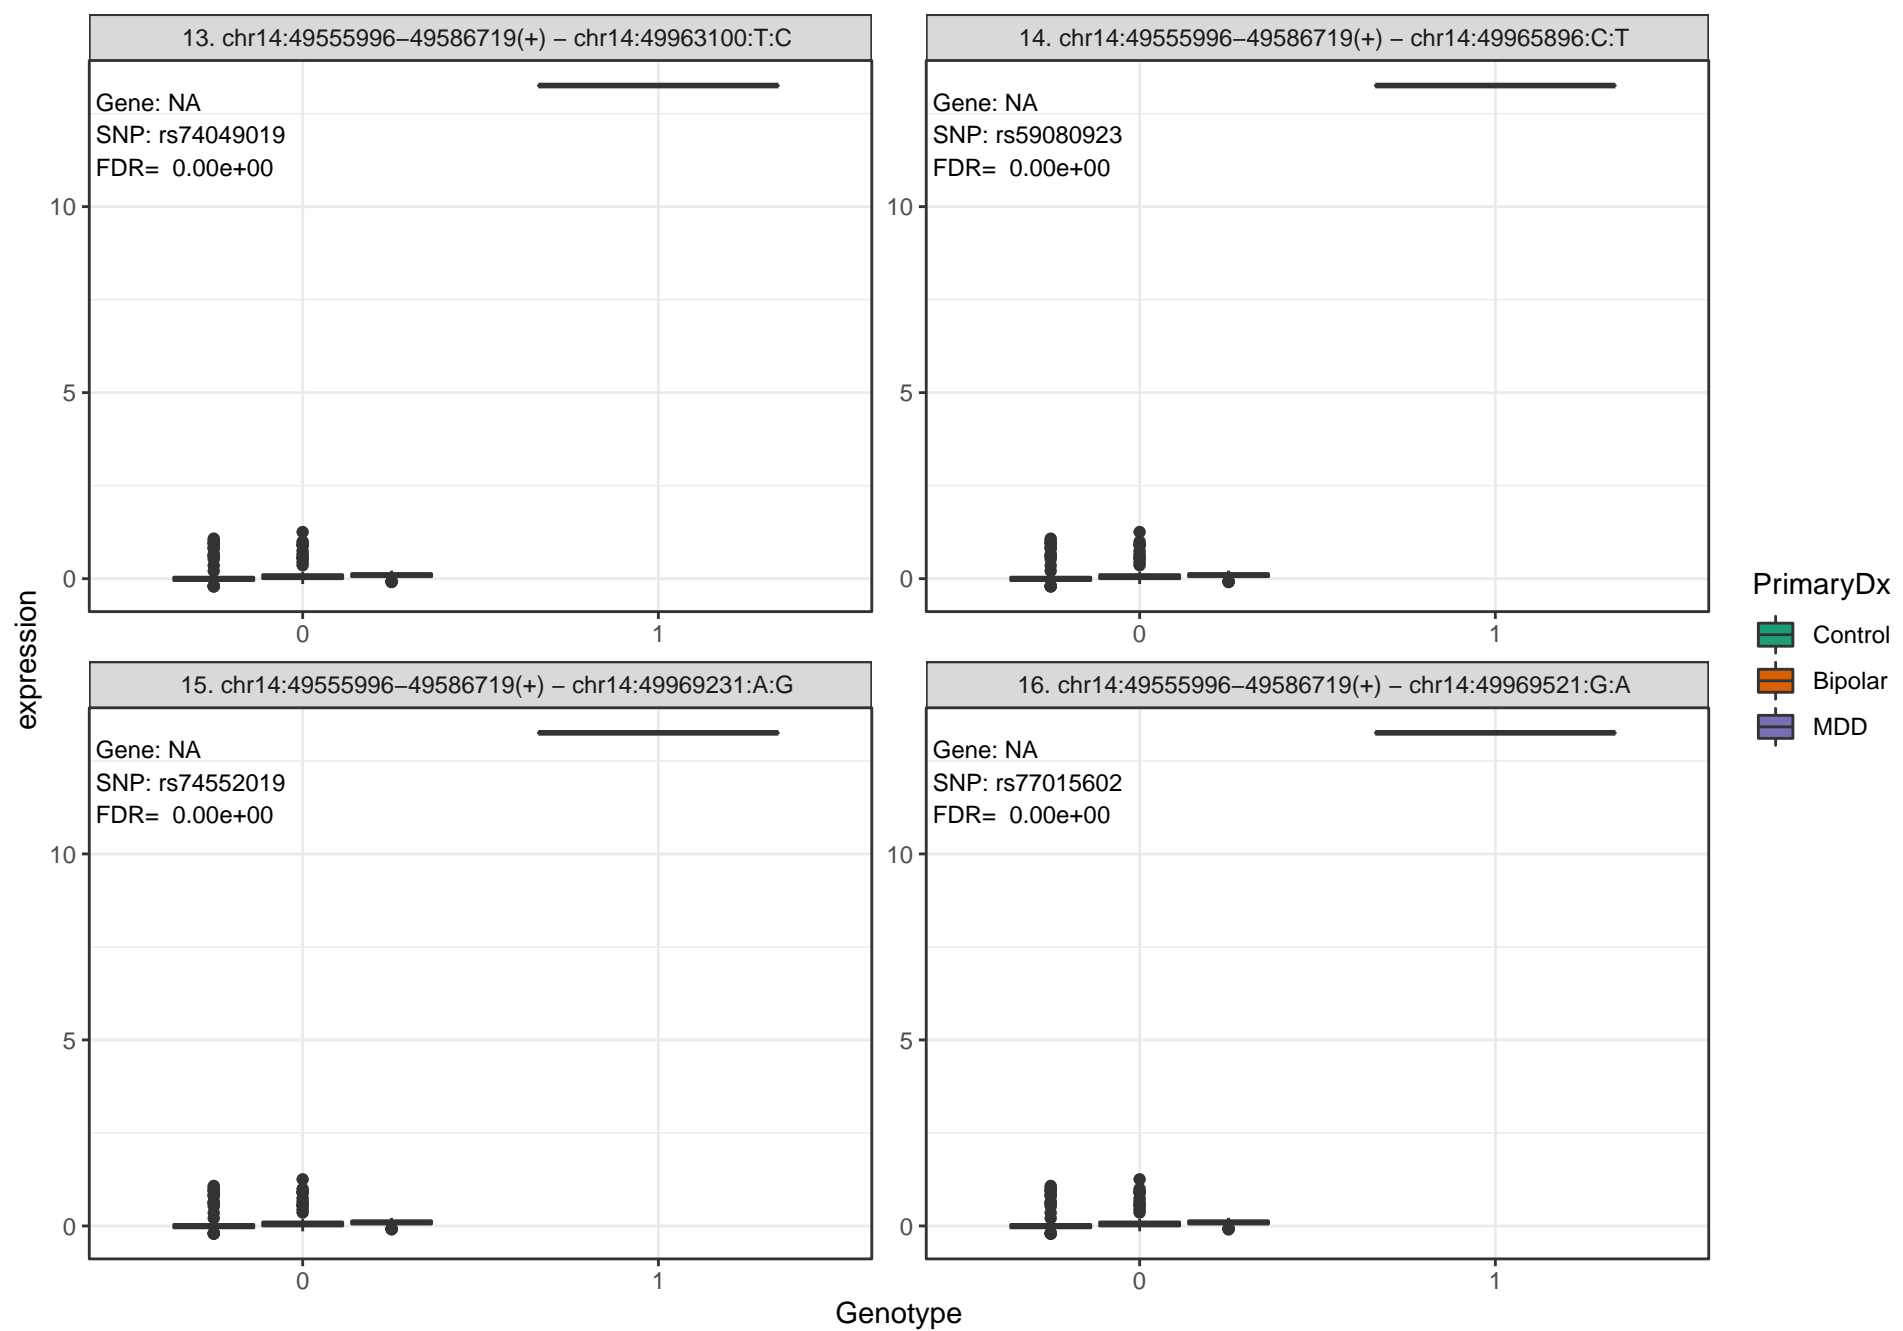 13. chr14:49555996−49586719(+) − chr14:49963100:T:C
14. chr14:49555996−49586719(+) − chr14:49965896:C:T
Gene: NA
SNP: rs74049019
FDR= 0.00e+00
10
5
0
0
1
Gene: NA
SNP: rs59080923
FDR= 0.00e+00
10
5
0
0
1
15. chr14:49555996−49586719(+) − chr14:49969231:A:G
16. chr14:49555996−49586719(+) − chr14:49969521:G:A
Gene: NA
SNP: rs74552019
FDR= 0.00e+00
10
5
0
0
1
Gene: NA
SNP: rs77015602
FDR= 0.00e+00
10
5
0
0
1
expression
Genotype
PrimaryDx
Control
Bipolar
MDD